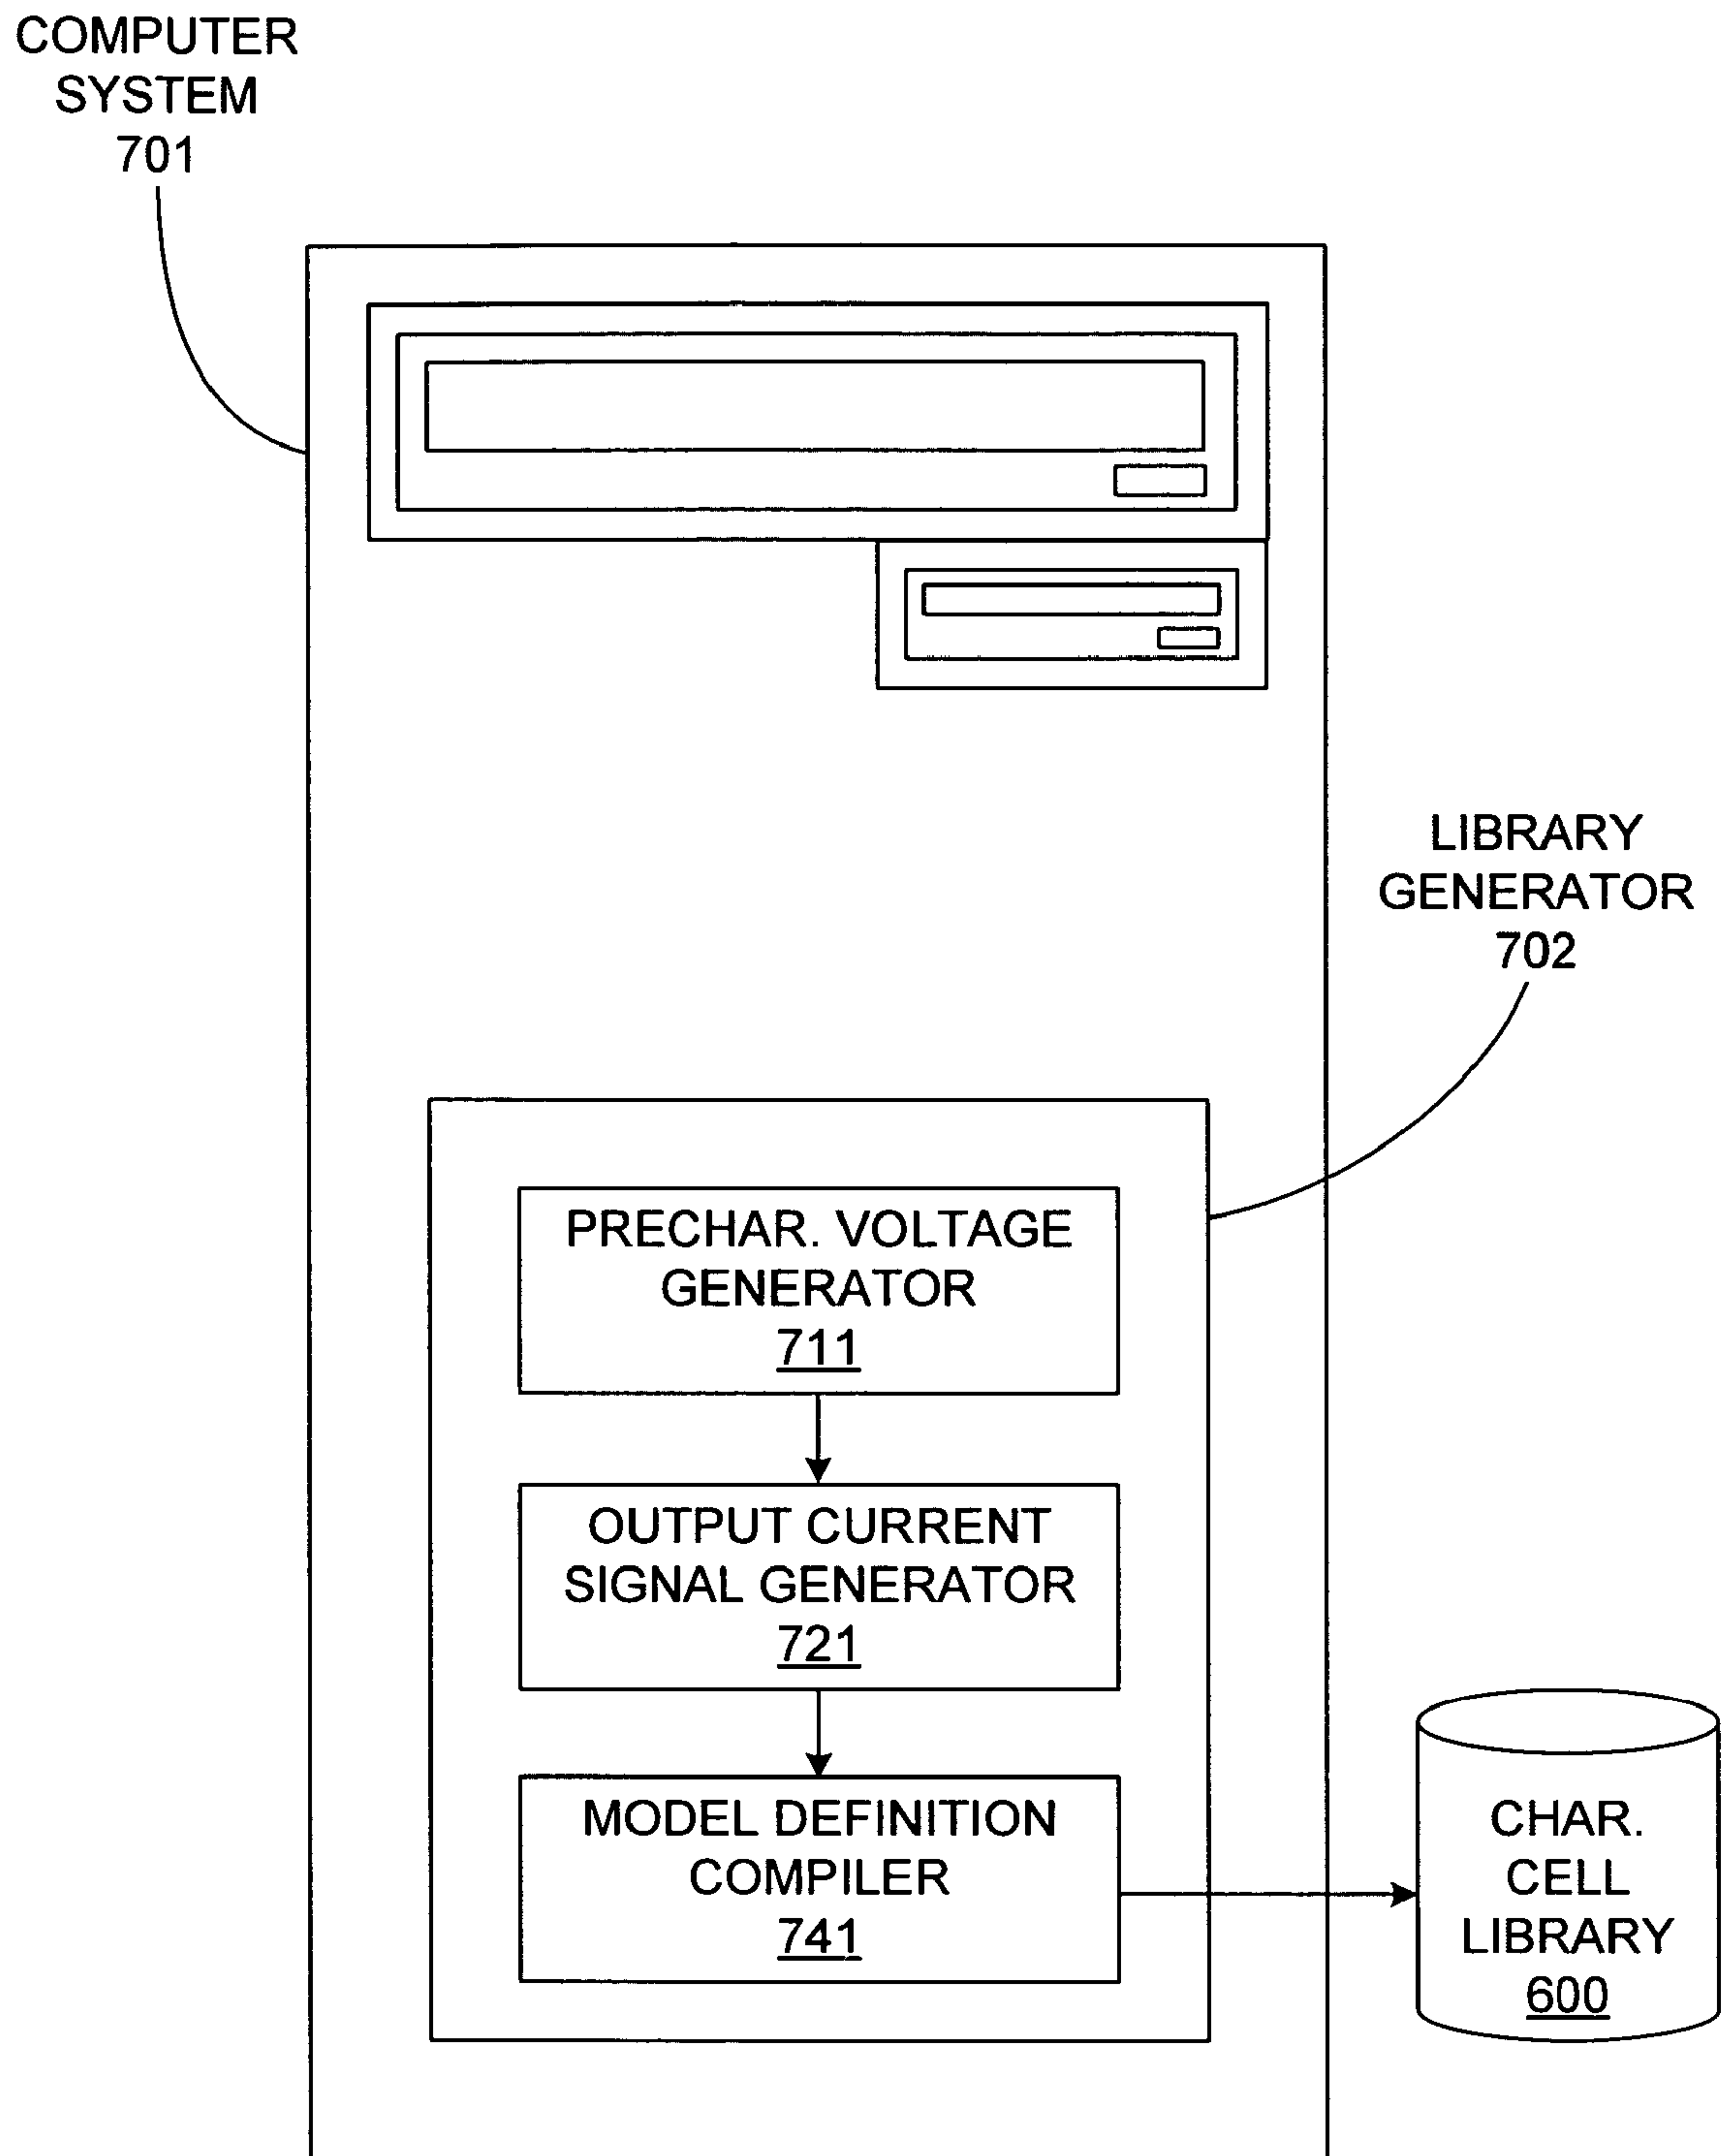 COMPUTER
SYSTEM
701
LIBRARY
GENERATOR
702
PRECHAR. VOLTAGE
GENERATOR
711
OUTPUT CURRENT
SIGNAL GENERATOR
721
MODEL DEFINITION
COMPILER
741
CHAR.
CELL
LIBRARY
600